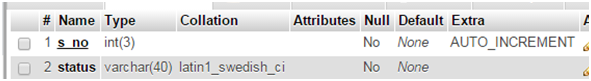 # Name Type Collation Attributes Null Default Extra
1 s_no int(3) No None AUTO_INCREMENT
2 status varchar(40) latin1_swedish_ci No None